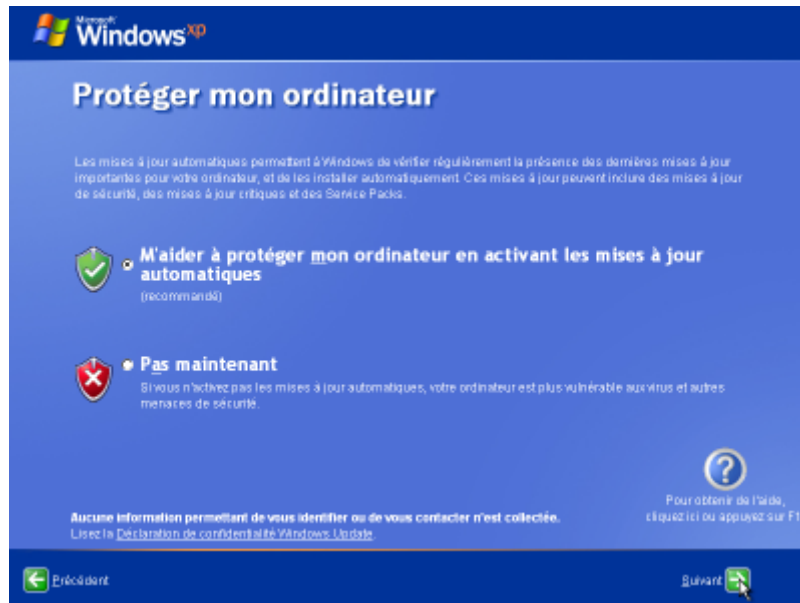 Microsoft
Windows xp
Protéger mon ordinateur
Les mises à jour automatiques permettent à Windows de vérifier régulièrement la présence des dernières mises à jour
importantes pour votre ordinateur, et de les installer automatiquement. Ces mises à jour peuvent inclure des mises à jour
de sécurité, des mises à jour critiques et des Service Packs.
M'aider à protéger mon ordinateur en activant les mises à jour
automatiques
(recommandé)
Pas maintenant
Si vous n'activez pas les mises à jour automatiques, votre ordinateur est plus vulnérable aux virus et autres
menaces de sécurité.
Pour obtenir de l'aide,
cliquez ici ou appuyez sur F1
Aucune information permettant de vous identifier ou de vous contacter n'est collectée.
Lisez la Déclaration de confidentialité Windows Update.
Précédent
Suivant